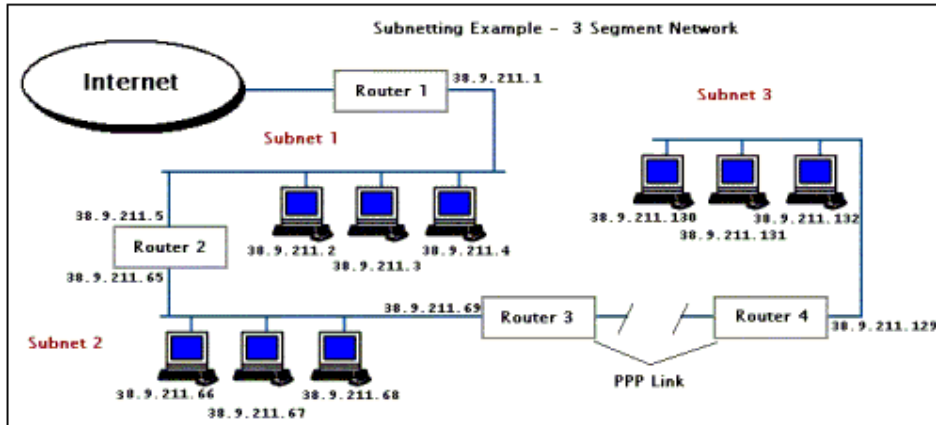 Subnetting Example - 3 Segment Network
Internet
Router 1
38.9.211.1
Subnet 3
Subnet 1
38.9.211.130
38.9.211.131
38.9.211.132
38.9.211.5
Router 2
38.9.211.2
38.9.211.3
38.9.211.4
38.9.211.65
38.9.211.69
Router 3
Router 4
38.9.211.129
Subnet 2
38.9.211.66
38.9.211.67
38.9.211.68
PPP Link